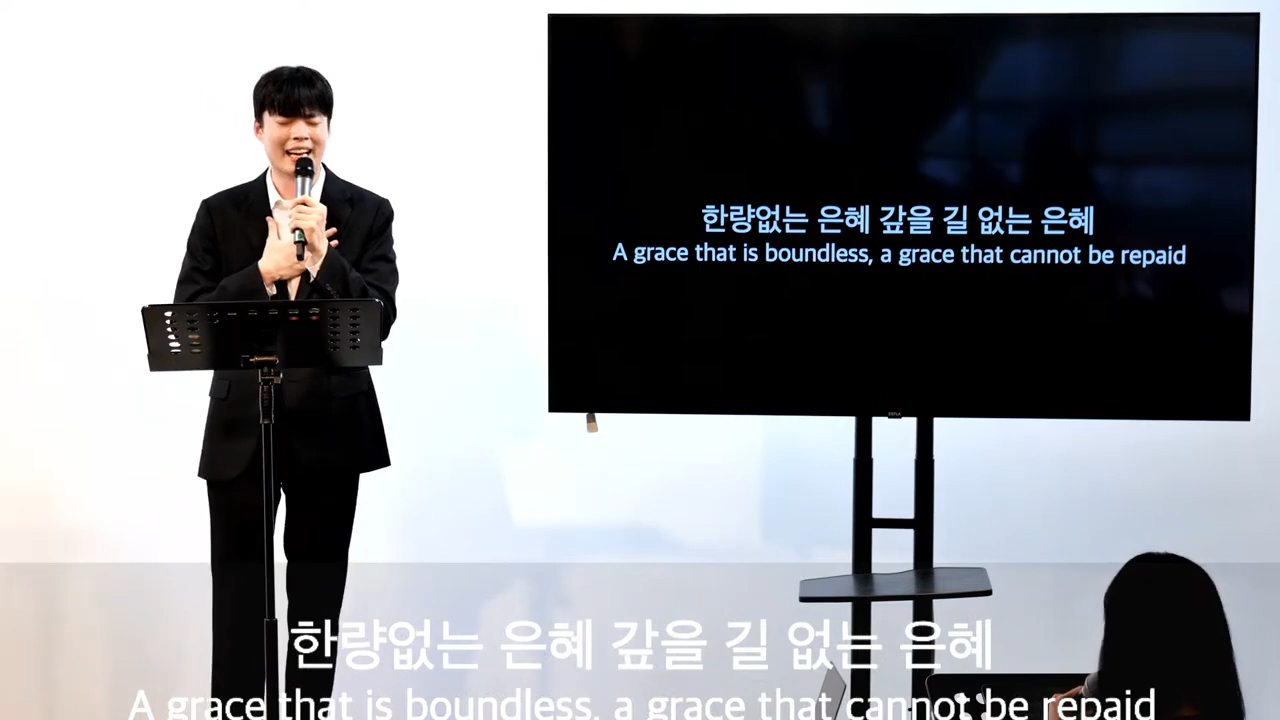 한량없는 은혜 갚을 길 없는 은혜
A grace that is boundless, a grace that cannot be repaid
한량없는 은혜 갚을 길 없는 은혜
A grace that is boundless, a grace that cannot be repaid